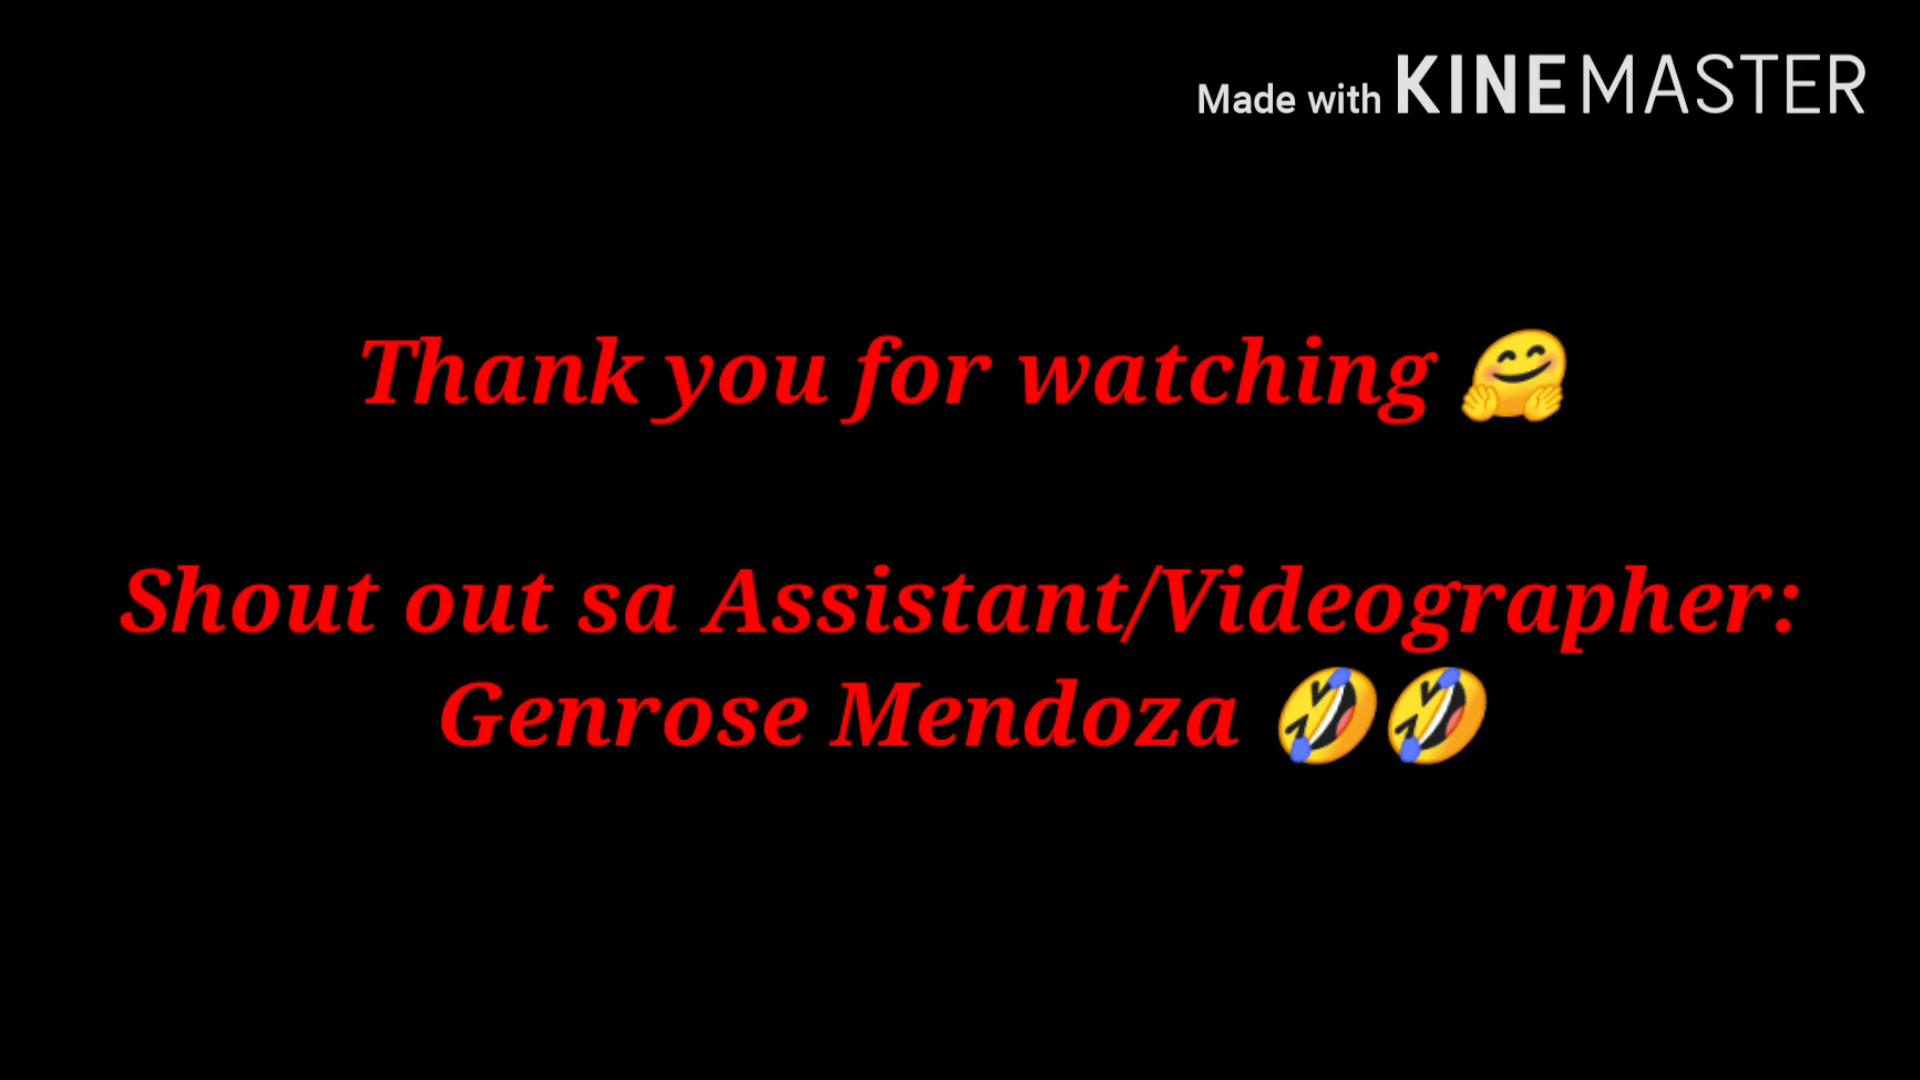 Made with KINEMASTER
Thank you for watching 🤗
Shout out sa Assistant/Videographer:
Genrose Mendoza 🤣🤣